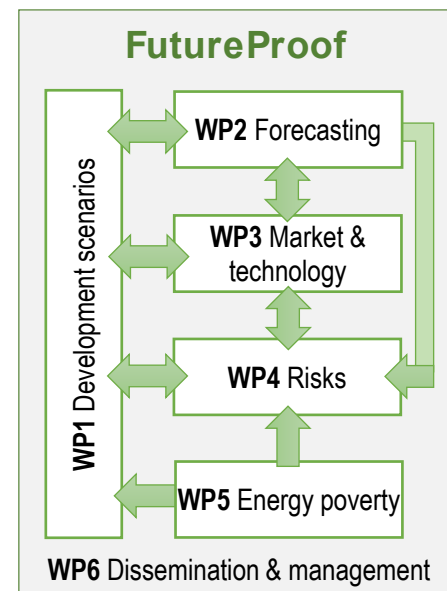 FutureProof
WP1 Development scenarios
WP2 Forecasting
WP3 Market &
technology
WP4 Risks
WP5 Energy poverty
WP6 Dissemination & management